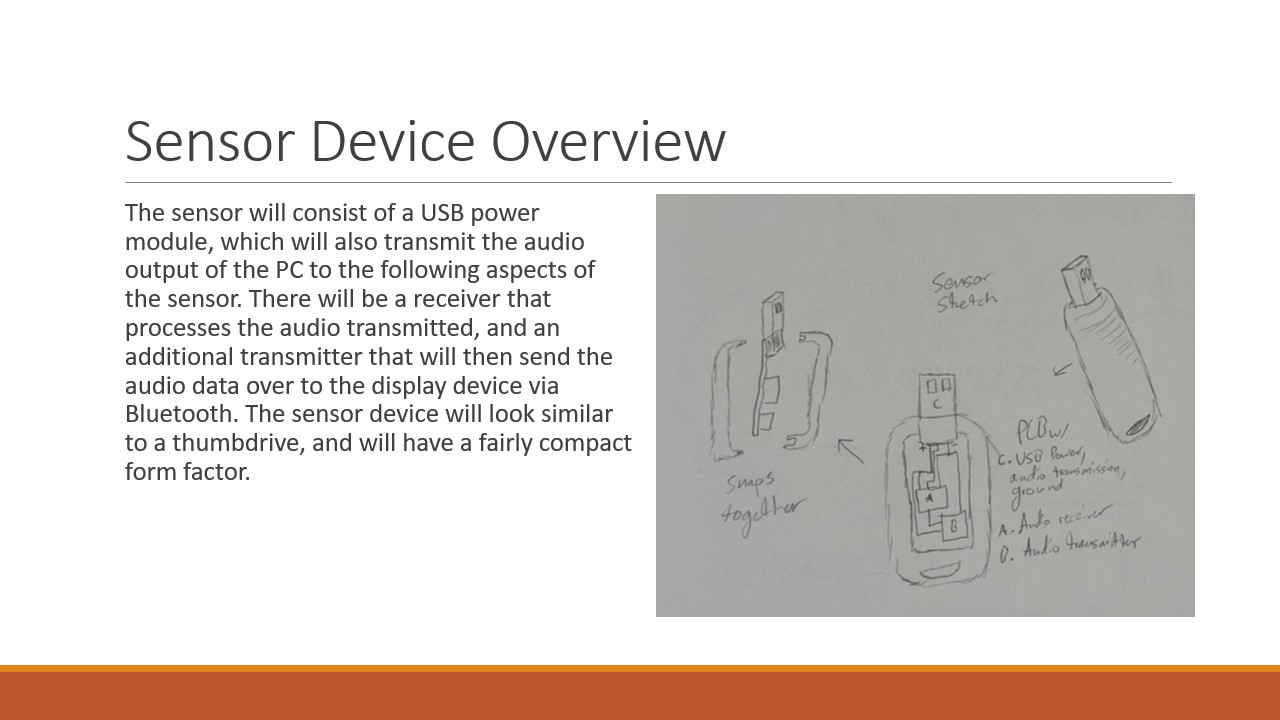 Sensor Device Overview
The sensor will consist of a USB power
module, which will also transmit the audio
output of the PC to the following aspects of
the sensor. There will be a receiver that
processes the audio transmitted, and an
additional transmitter that will then send the
audio data over to the display device via
Bluetooth. The sensor device will look similar
to a thumbdrive, and will have a fairly compact
form factor.
Sensor
Sketch
Snaps
together
C
A
B
PCB w/
C. USB Power,
audio transmission,
ground
A. Audio receiver
B. Audio transmitter